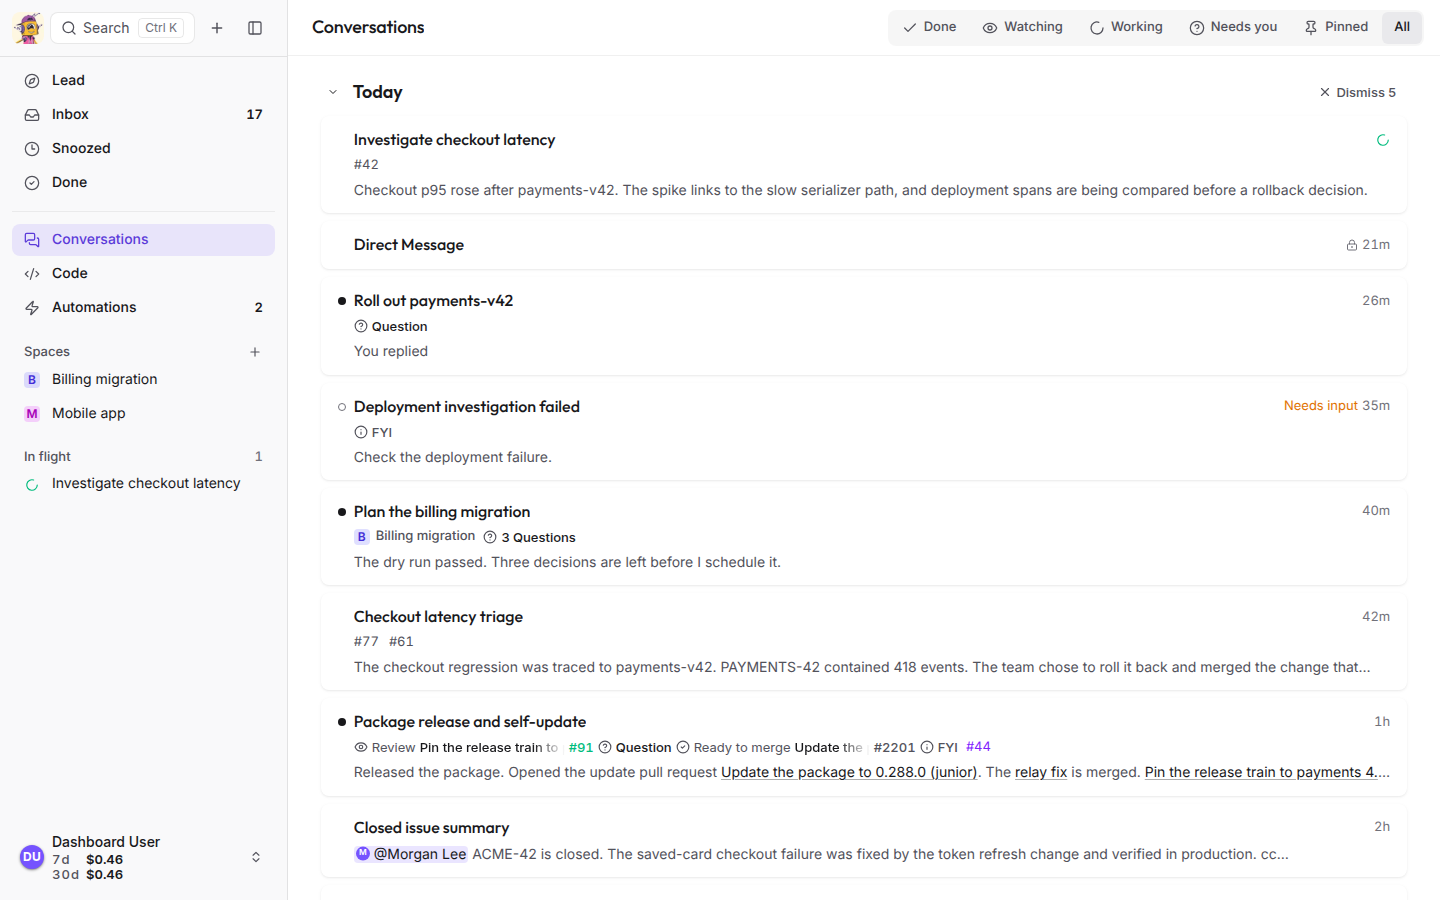 Search Ctrl K
Lead
Inbox 17
Snoozed
Done
Conversations
Code
Automations 2
Spaces
B Billing migration
M Mobile app
In flight 1
Investigate checkout latency
DU Dashboard User
7d $0.46
30d $0.46
Conversations
Done Watching Working Needs you Pinned All
Today Dismiss 5
Investigate checkout latency
#42
Checkout p95 rose after payments-v42. The spike links to the slow serializer path, and deployment spans are being compared before a rollback decision.
Direct Message 21m
Roll out payments-v42 26m
Question
You replied
Deployment investigation failed Needs input 35m
FYI
Check the deployment failure.
Plan the billing migration 40m
B Billing migration 3 Questions
The dry run passed. Three decisions are left before I schedule it.
Checkout latency triage 42m
#77 #61
The checkout regression was traced to payments-v42. PAYMENTS-42 contained 418 events. The team chose to roll it back and merged the change that...
Package release and self-update 1h
Review Pin the release train to #91 Question Ready to merge Update the #2201 FYI #44
Released the package. Opened the update pull request Update the package to 0.288.0 (junior). The relay fix is merged. Pin the release train to payments 4....
Closed issue summary 2h
M @Morgan Lee ACME-42 is closed. The saved-card checkout failure was fixed by the token refresh change and verified in production. cc...